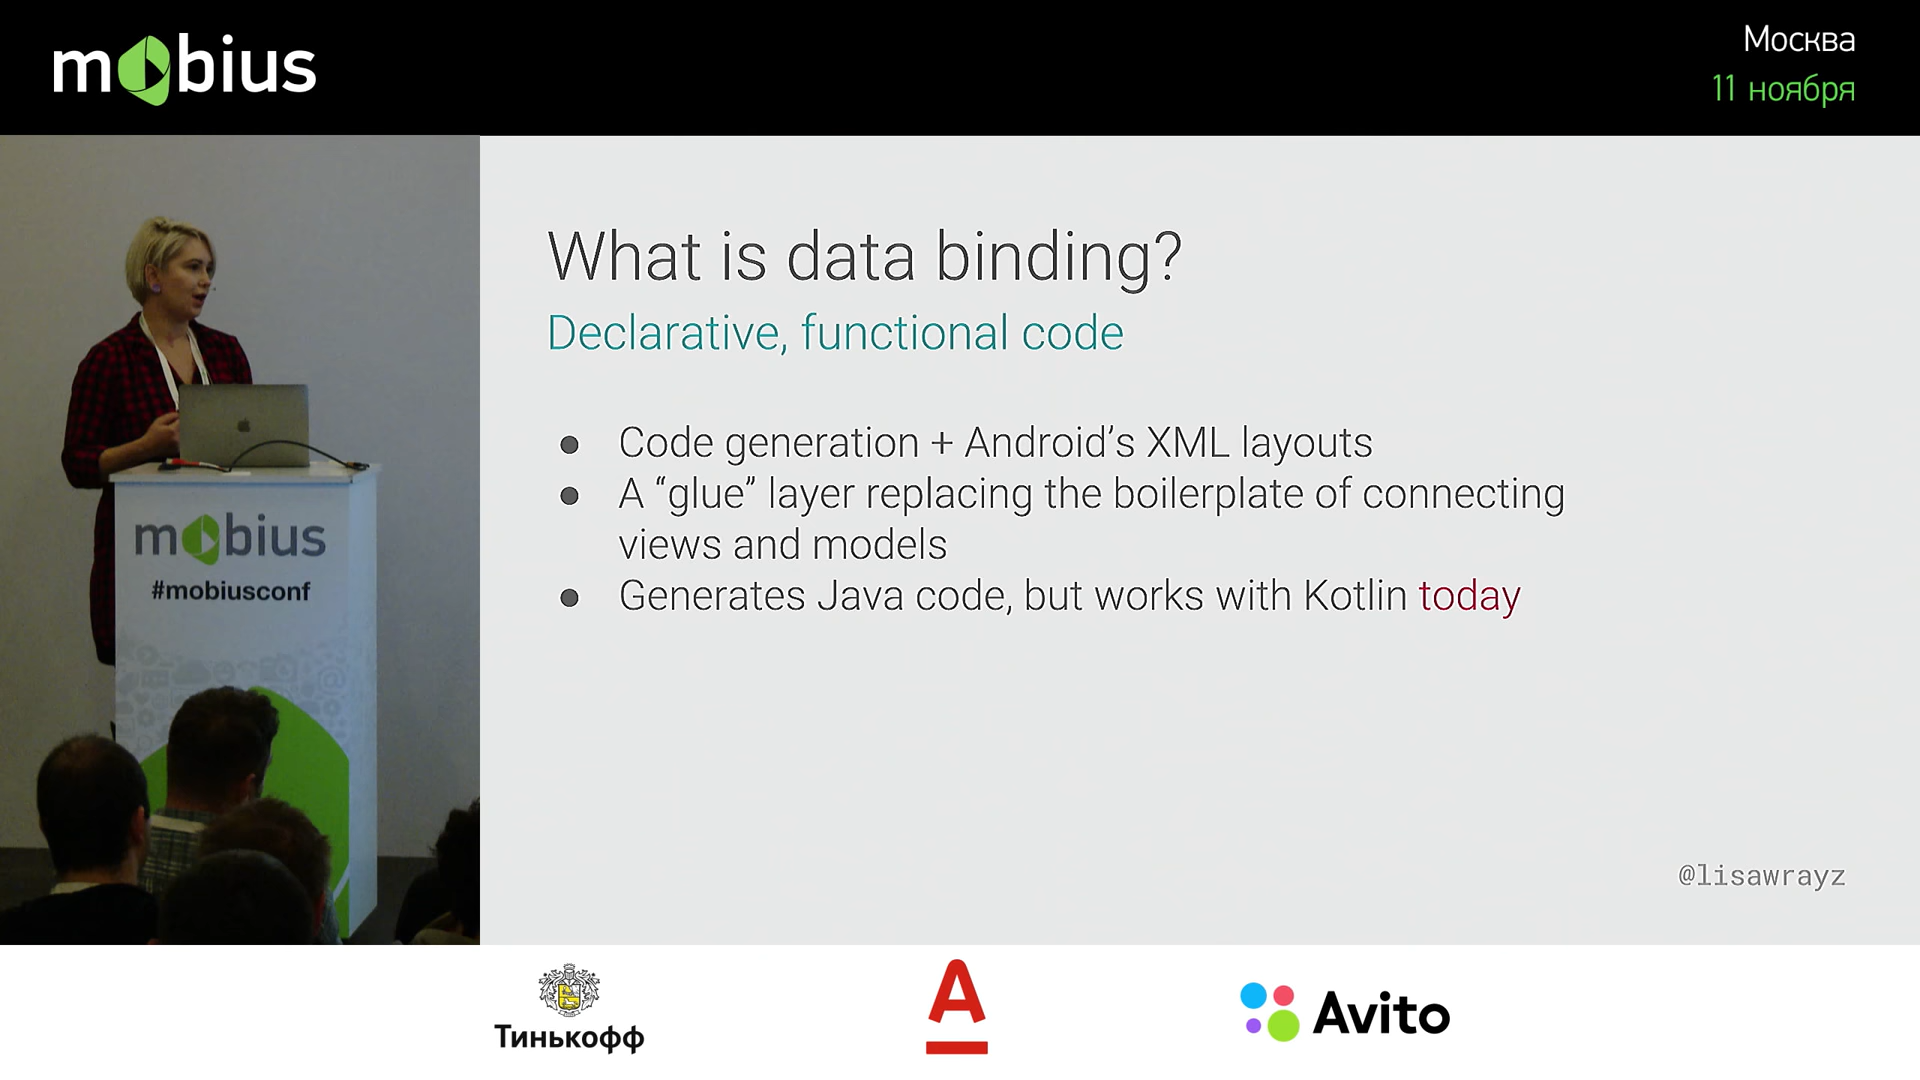 mobius
Москва
11 ноября
What is data binding?
Declarative, functional code
● Code generation + Android’s XML layouts
● A “glue” layer replacing the boilerplate of connecting
views and models
● Generates Java code, but works with Kotlin today
mobius
#mobiusconf
@lisawrayz
Тинькофф
A
Avito